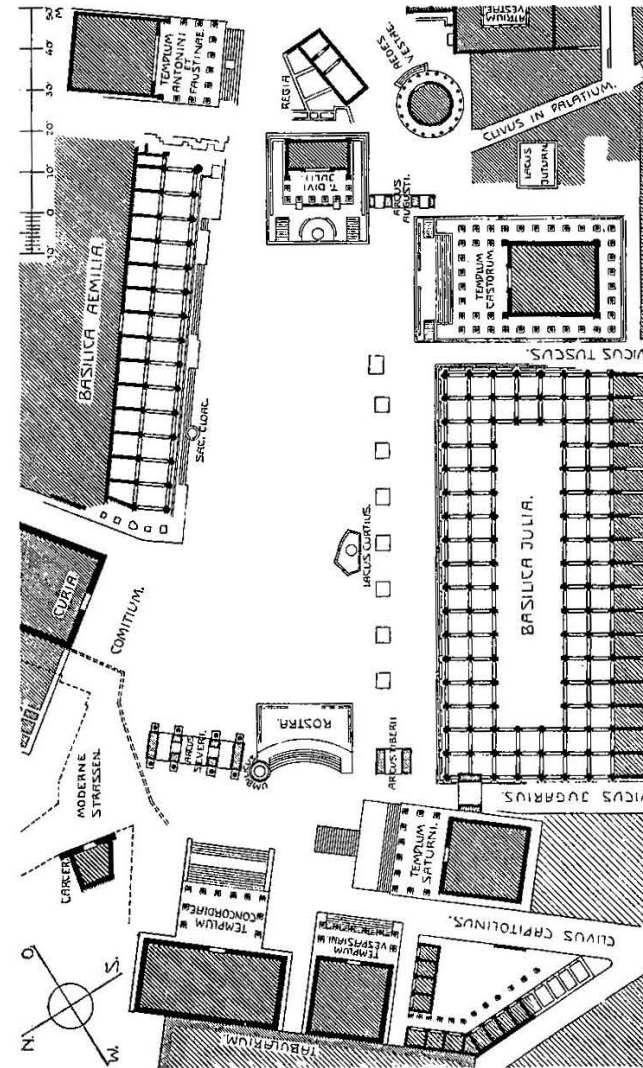 50 M
40
30
20
10
0
10
TEMPLUM
ANTONINI
ET
FAUSTINAE.
REGIA
AEDES
VESTAE.
ATRIUM
VESTAE.
CLIVUS IN PALATIUM.
LACUS
JUTURN.
T. DIVI
JULII.
ARCUS
AUGUSTI.
TEMPLUM
CASTORUM.
VICUS TUSCUS.
BASILICA AEMILIA.
SAC. CLOAC.
LACUS CURTIUS.
BASILICA JULIA.
CURIA.
COMITIUM.
MODERNE
STRASSEN.
ARCUS
SEVERI.
UMBILICUS
ROSTRA.
ARCUS TIBERII
VICUS JUGARIUS.
CARCER
TEMPLUM
CONCORDIAE
TEMPLUM
VESPASIANI
TEMPLUM
SATURNI.
CLIVUS CAPITOLINUS.
TABULARIUM.
O.
S.
N.
W.